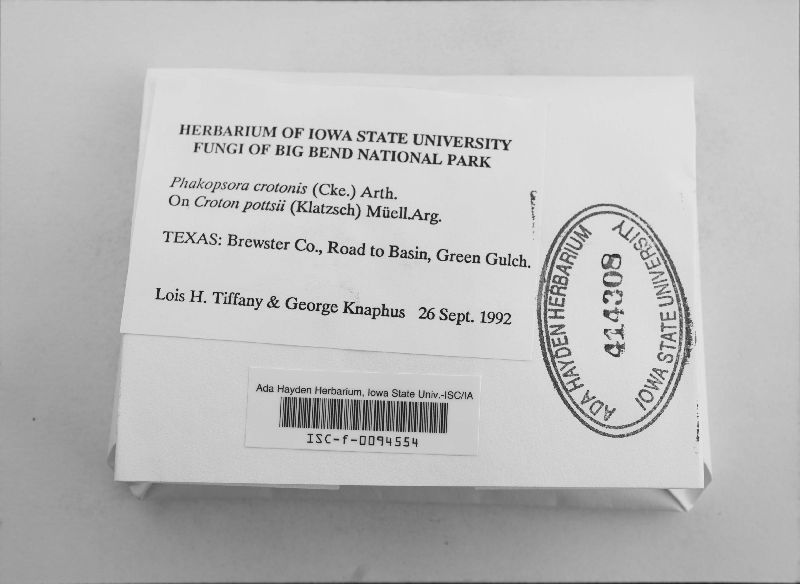 HERBARIUM OF IOWA STATE UNIVERSITY
FUNGI OF BIG BEND NATIONAL PARK
Phakopsora crotonis (Cke.) Arth.
On Croton pottsii (Klatzsch) Müell.Arg.
TEXAS: Brewster Co., Road to Basin, Green Gulch.
Lois H. Tiffany & George Knaphus 26 Sept. 1992
ADA HAYDEN HERBARIUM
414308
IOWA STATE UNIVERSITY
Ada Hayden Herbarium, Iowa State Univ.-ISC/IA
ISC-f-0094554